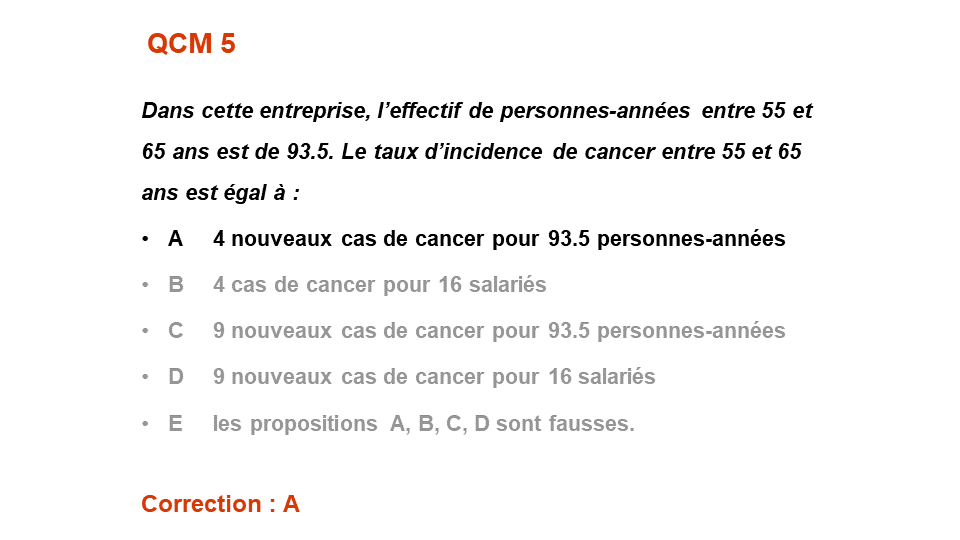 QCM 5
Dans cette entreprise, l’effectif de personnes-années entre 55 et
65 ans est de 93.5. Le taux d’incidence de cancer entre 55 et 65
ans est égal à :
• A 4 nouveaux cas de cancer pour 93.5 personnes-années
• B 4 cas de cancer pour 16 salariés
• C 9 nouveaux cas de cancer pour 93.5 personnes-années
• D 9 nouveaux cas de cancer pour 16 salariés
• E les propositions A, B, C, D sont fausses.
Correction : A